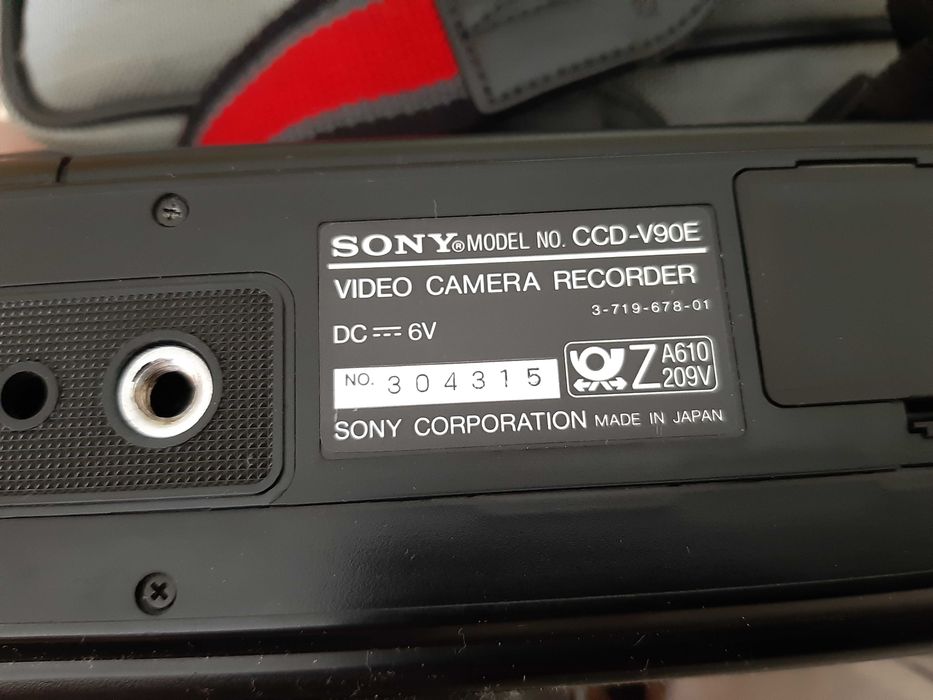 SONY® MODEL NO. CCD-V90E
VIDEO CAMERA RECORDER
3-719-678-01
DC ⎓ 6V
NO. 304315
Z A610
209V
SONY CORPORATION MADE IN JAPAN